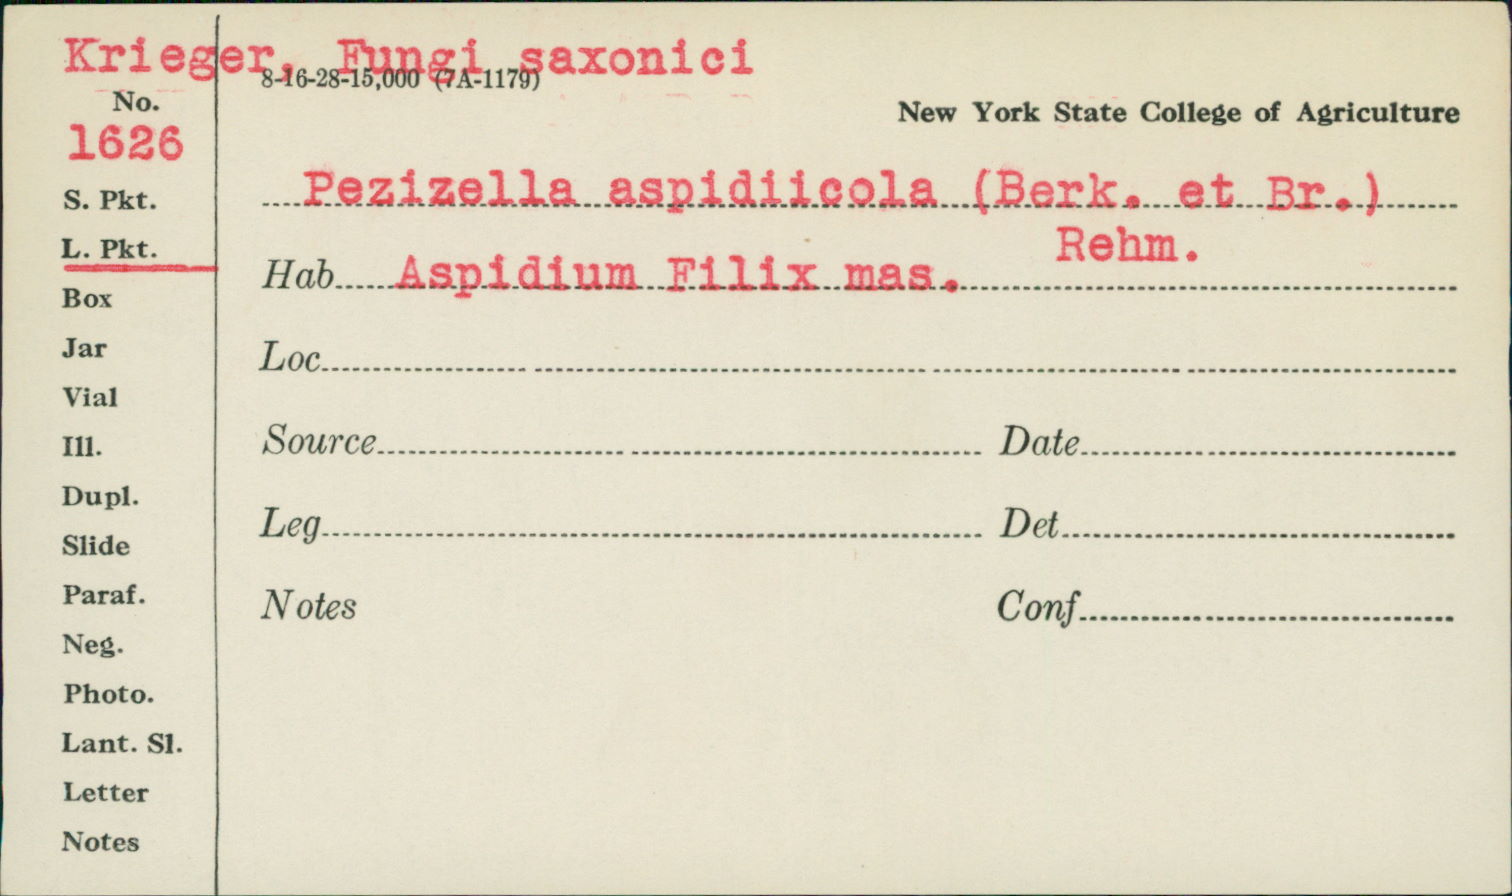 Krieger, Fungi saxonici
8-16-28-15,000 (7A-1179)
No.
New York State College of Agriculture
1626
Pezizella aspidiicola (Berk. et Br.)
S. Pkt.
Rehm.
L. Pkt.
Hab Aspidium Filix mas.
Box
Jar
Loc
Vial
Ill.
Source Date
Dupl.
Leg Det
Slide
Paraf.
Notes Conf
Neg.
Photo.
Lant. Sl.
Letter
Notes